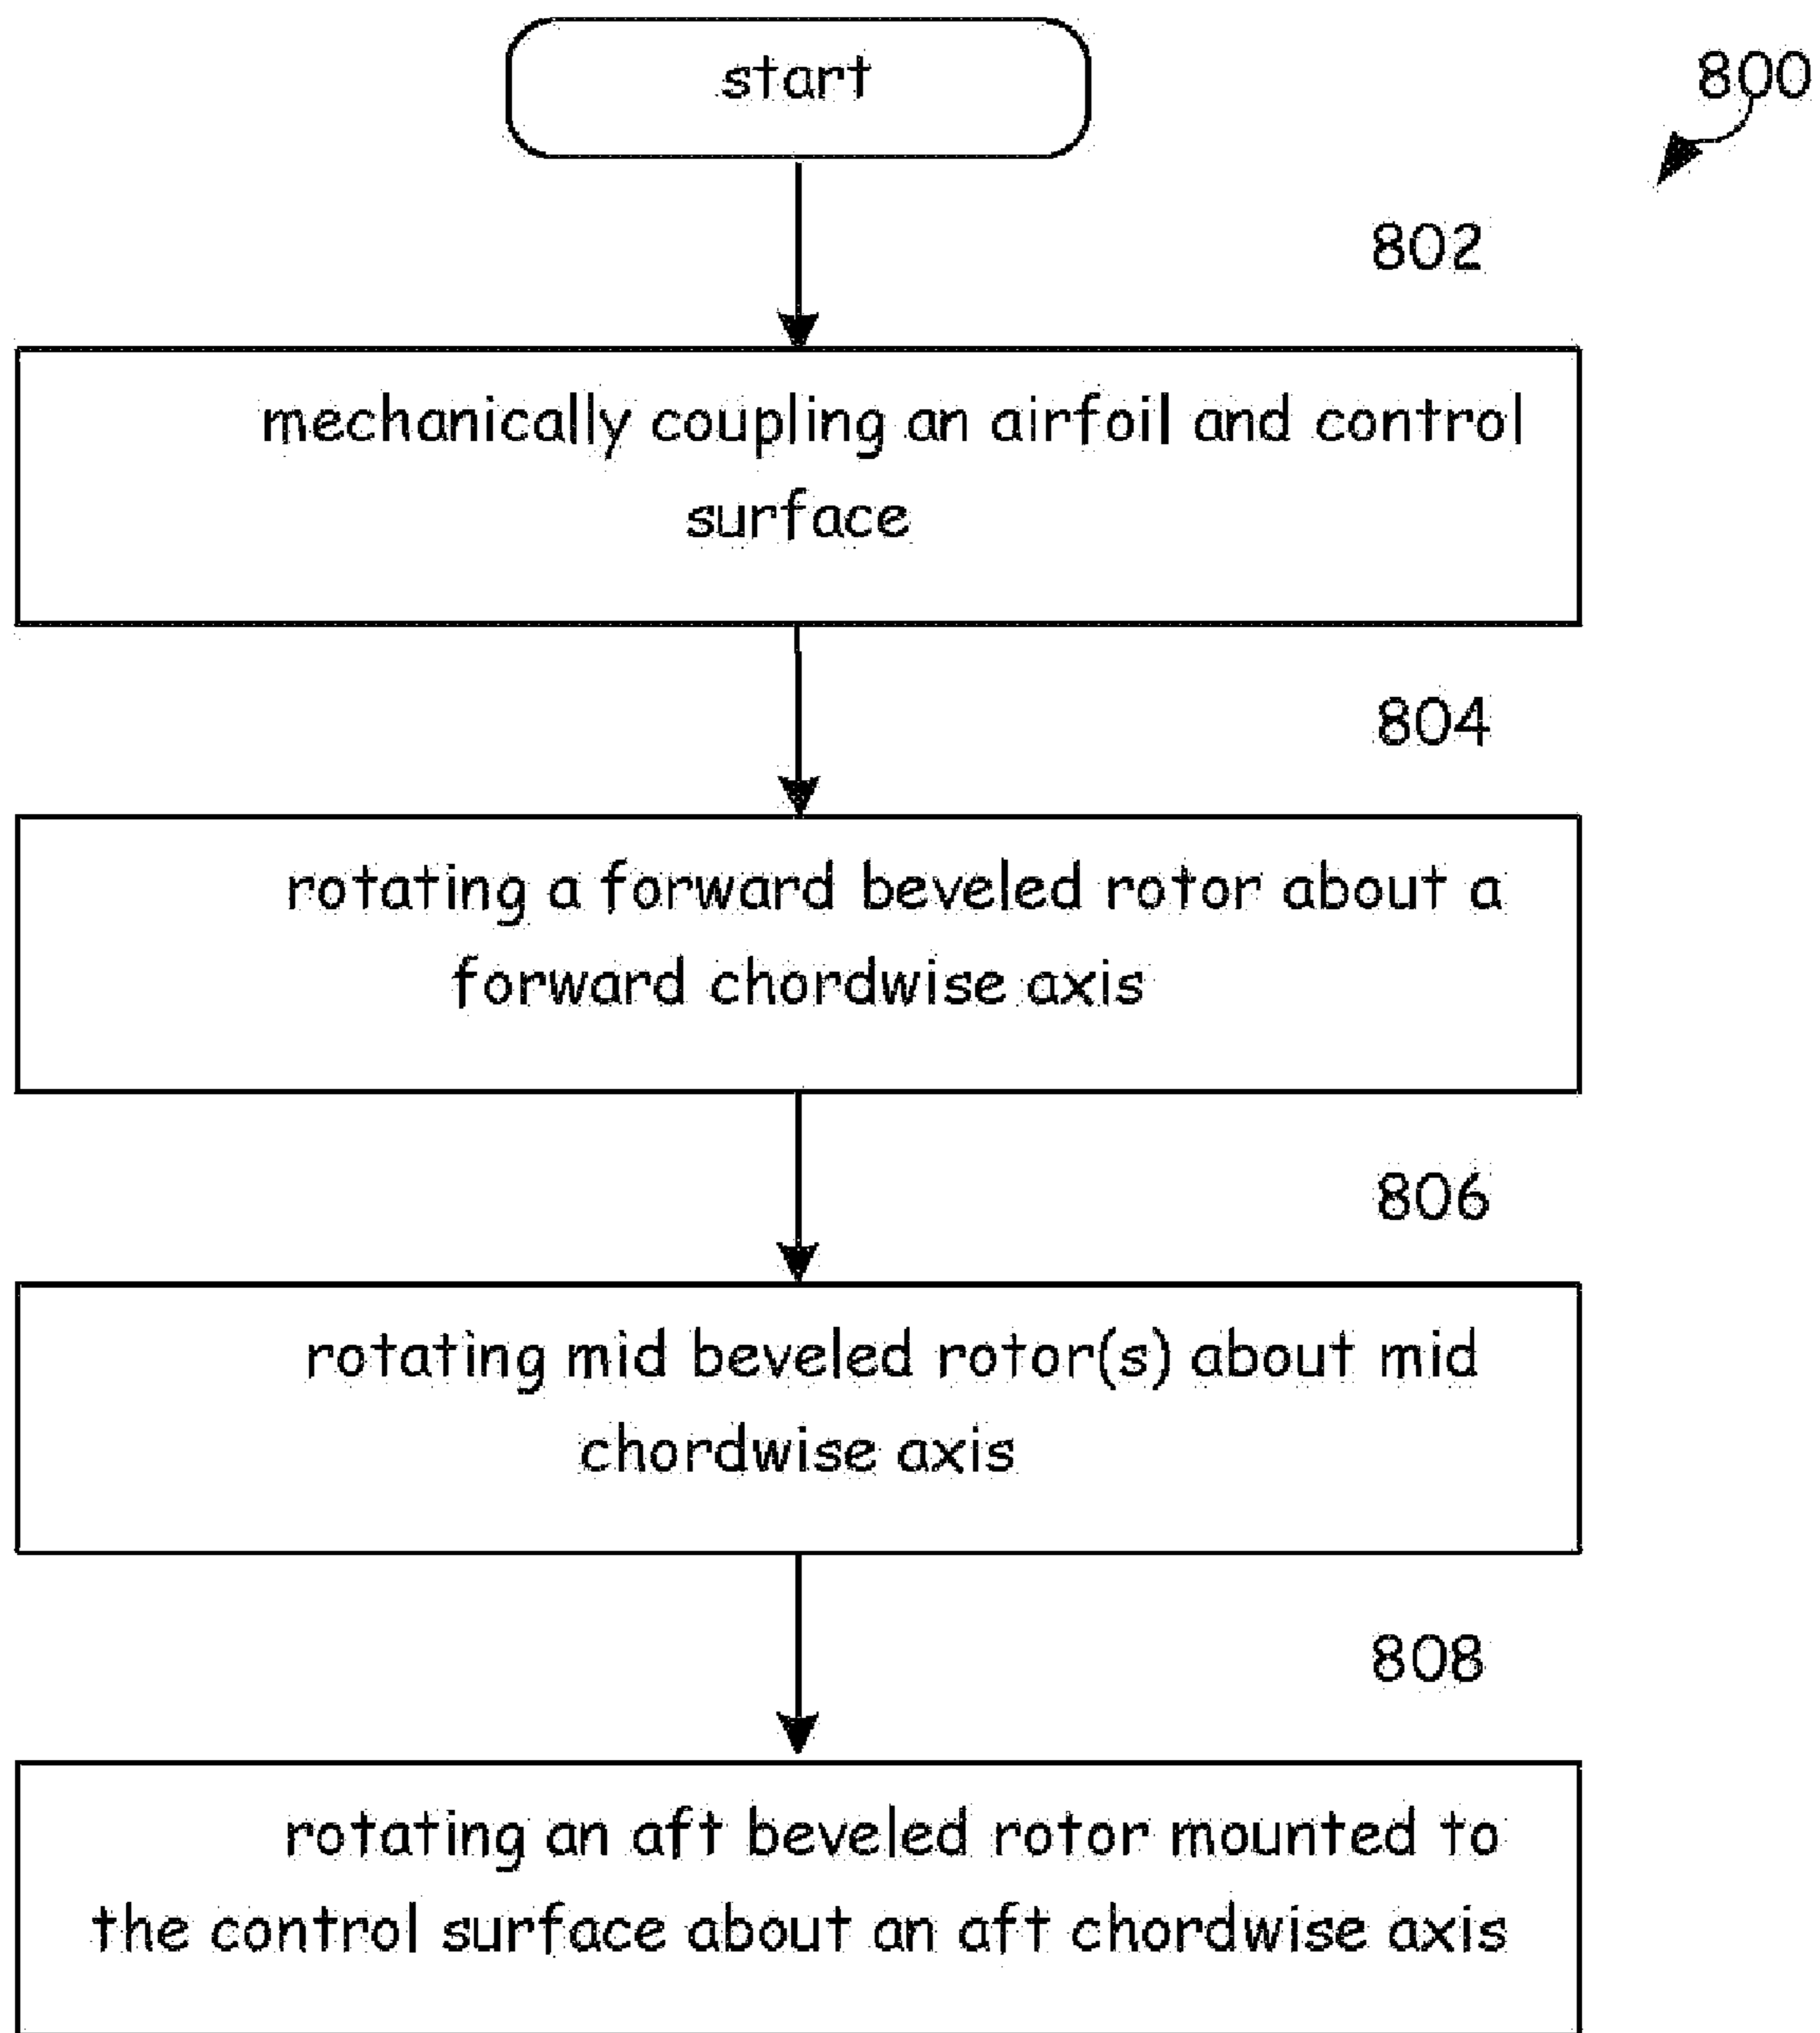 start
800
802
mechanically coupling an airfoil and control
surface
804
rotating a forward beveled rotor about a
forward chordwise axis
806
rotating mid beveled rotor(s) about mid
chordwise axis
808
rotating an aft beveled rotor mounted to
the control surface about an aft chordwise axis